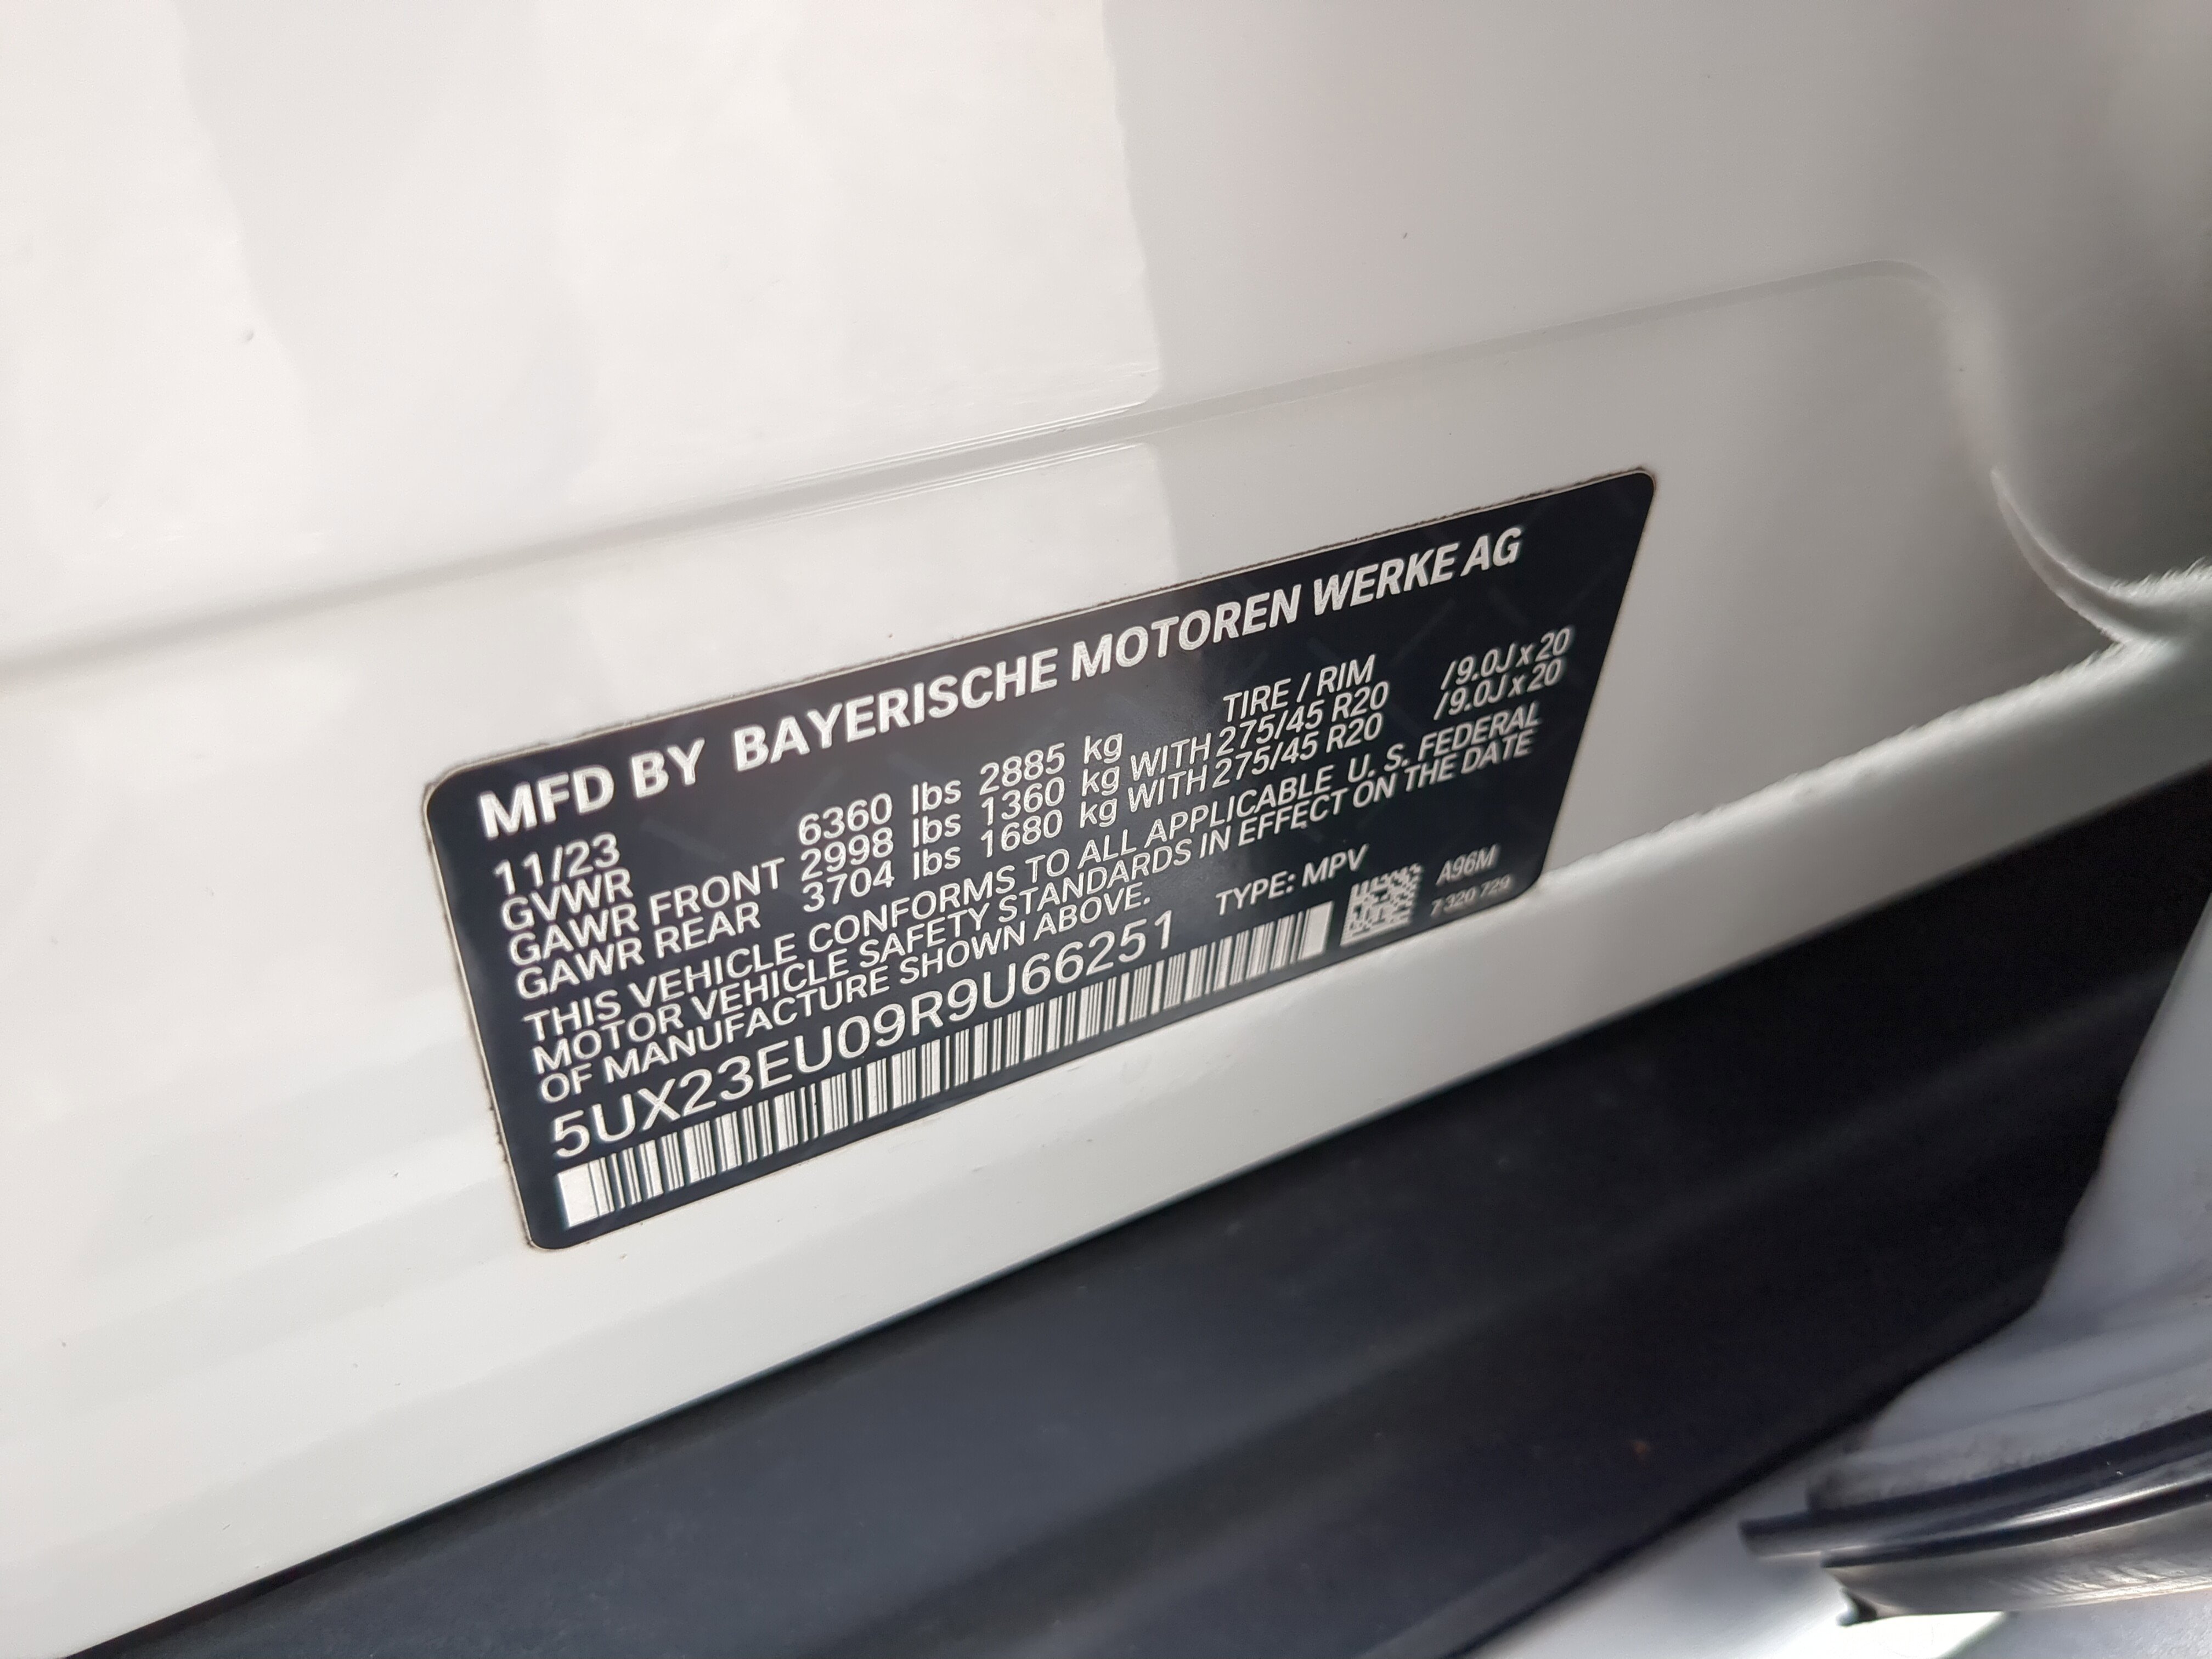 MFD BY BAYERISCHE MOTOREN WERKE AG
11/23 TIRE / RIM
GVWR 6360 lbs 2885 kg
GAWR FRONT 2998 lbs 1360 kg WITH 275/45 R20 /9.0J x 20
GAWR REAR 3704 lbs 1680 kg WITH 275/45 R20 /9.0J x 20
THIS VEHICLE CONFORMS TO ALL APPLICABLE U. S. FEDERAL
MOTOR VEHICLE SAFETY STANDARDS IN EFFECT ON THE DATE
OF MANUFACTURE SHOWN ABOVE.
5UX23EU09R9U66251 TYPE: MPV
A96M
7 320 729